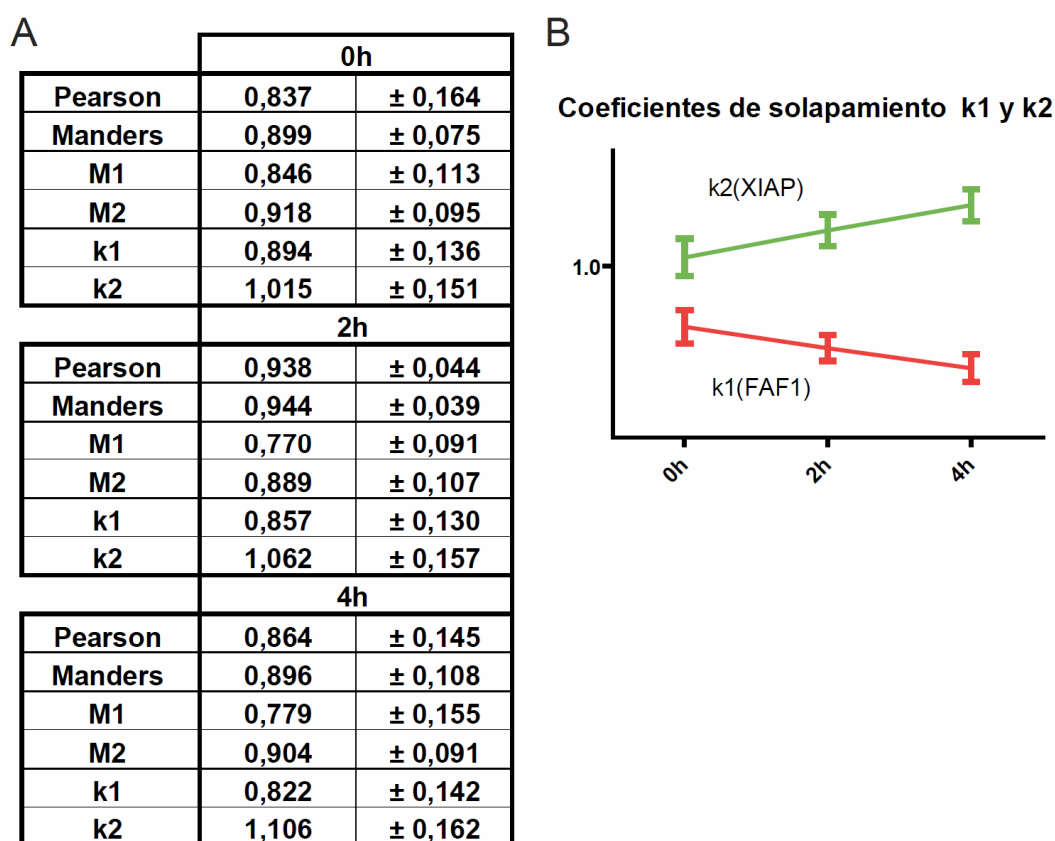 A
0h
Pearson 0,837 ± 0,164
Manders 0,899 ± 0,075
M1 0,846 ± 0,113
M2 0,918 ± 0,095
k1 0,894 ± 0,136
k2 1,015 ± 0,151
2h
Pearson 0,938 ± 0,044
Manders 0,944 ± 0,039
M1 0,770 ± 0,091
M2 0,889 ± 0,107
k1 0,857 ± 0,130
k2 1,062 ± 0,157
4h
Pearson 0,864 ± 0,145
Manders 0,896 ± 0,108
M1 0,779 ± 0,155
M2 0,904 ± 0,091
k1 0,822 ± 0,142
k2 1,106 ± 0,162
B
Coeficientes de solapamiento k1 y k2
k2(XIAP)
1.0
k1(FAF1)
0h 2h 4h